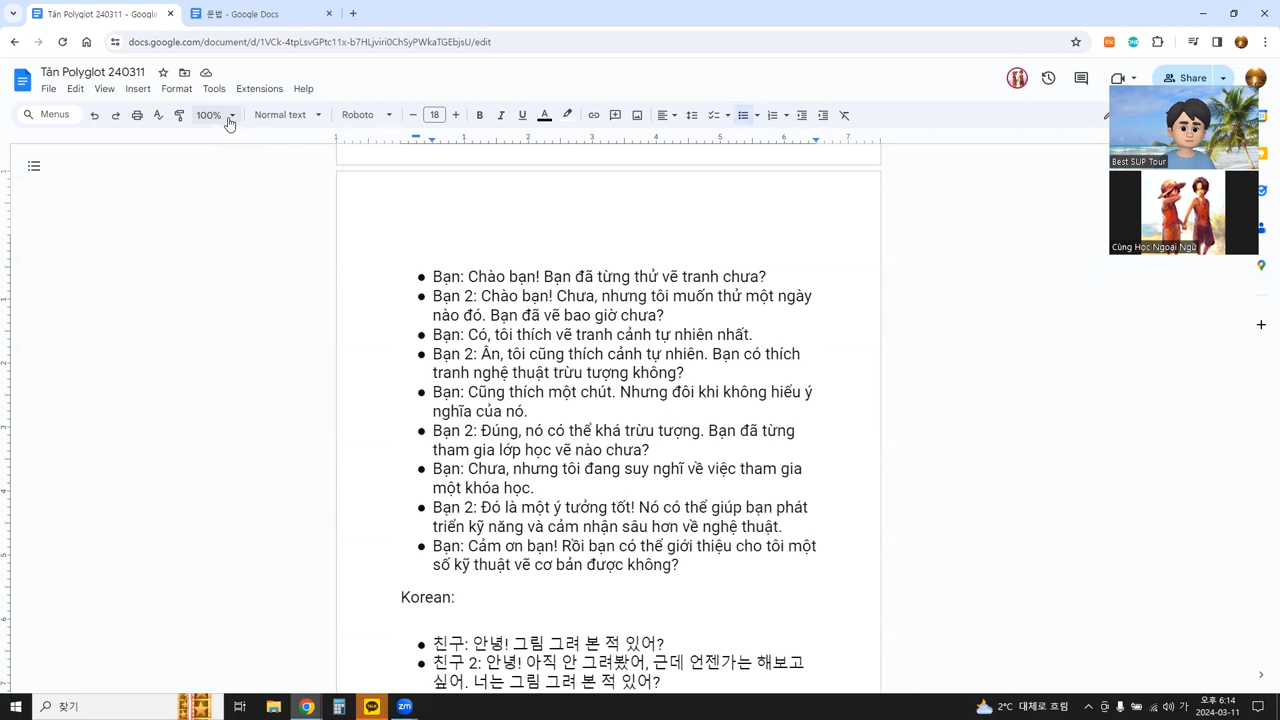 Tân Polyglot 240311 - Google
문법 - Google Docs
docs.google.com/document/d/1VCk-4tpLsvGPtc11x-b7HLjviri0ChSyPWkaTGEbjsU/edit
Tân Polyglot 240311
File Edit View Insert Format Tools Extensions Help
Share
Menus 100% Normal text Roboto 18 B I U A
Best SUP Tour
Cùng Học Ngoại Ngữ
1 1 2 3 4 5 6 7
● Bạn: Chào bạn! Bạn đã từng thử vẽ tranh chưa?
● Bạn 2: Chào bạn! Chưa, nhưng tôi muốn thử một ngày
nào đó. Bạn đã vẽ bao giờ chưa?
● Bạn: Có, tôi thích vẽ tranh cảnh tự nhiên nhất.
● Bạn 2: Ân, tôi cũng thích cảnh tự nhiên. Bạn có thích
tranh nghệ thuật trừu tượng không?
● Bạn: Cũng thích một chút. Nhưng đôi khi không hiểu ý
nghĩa của nó.
● Bạn 2: Đúng, nó có thể khá trừu tượng. Bạn đã từng
tham gia lớp học vẽ nào chưa?
● Bạn: Chưa, nhưng tôi đang suy nghĩ về việc tham gia
một khóa học.
● Bạn 2: Đó là một ý tưởng tốt! Nó có thể giúp bạn phát
triển kỹ năng và cảm nhận sâu hơn về nghệ thuật.
● Bạn: Cảm ơn bạn! Rồi bạn có thể giới thiệu cho tôi một
số kỹ thuật vẽ cơ bản được không?
Korean:
● 친구: 안녕! 그림 그려 본 적 있어?
● 친구 2: 안녕! 아직 안 그려봤어, 근데 언젠가는 해보고
싶어. 너는 그림 그려 본 적 있어?
찾기
2°C 대체로 흐림
가
오후 6:14
2024-03-11